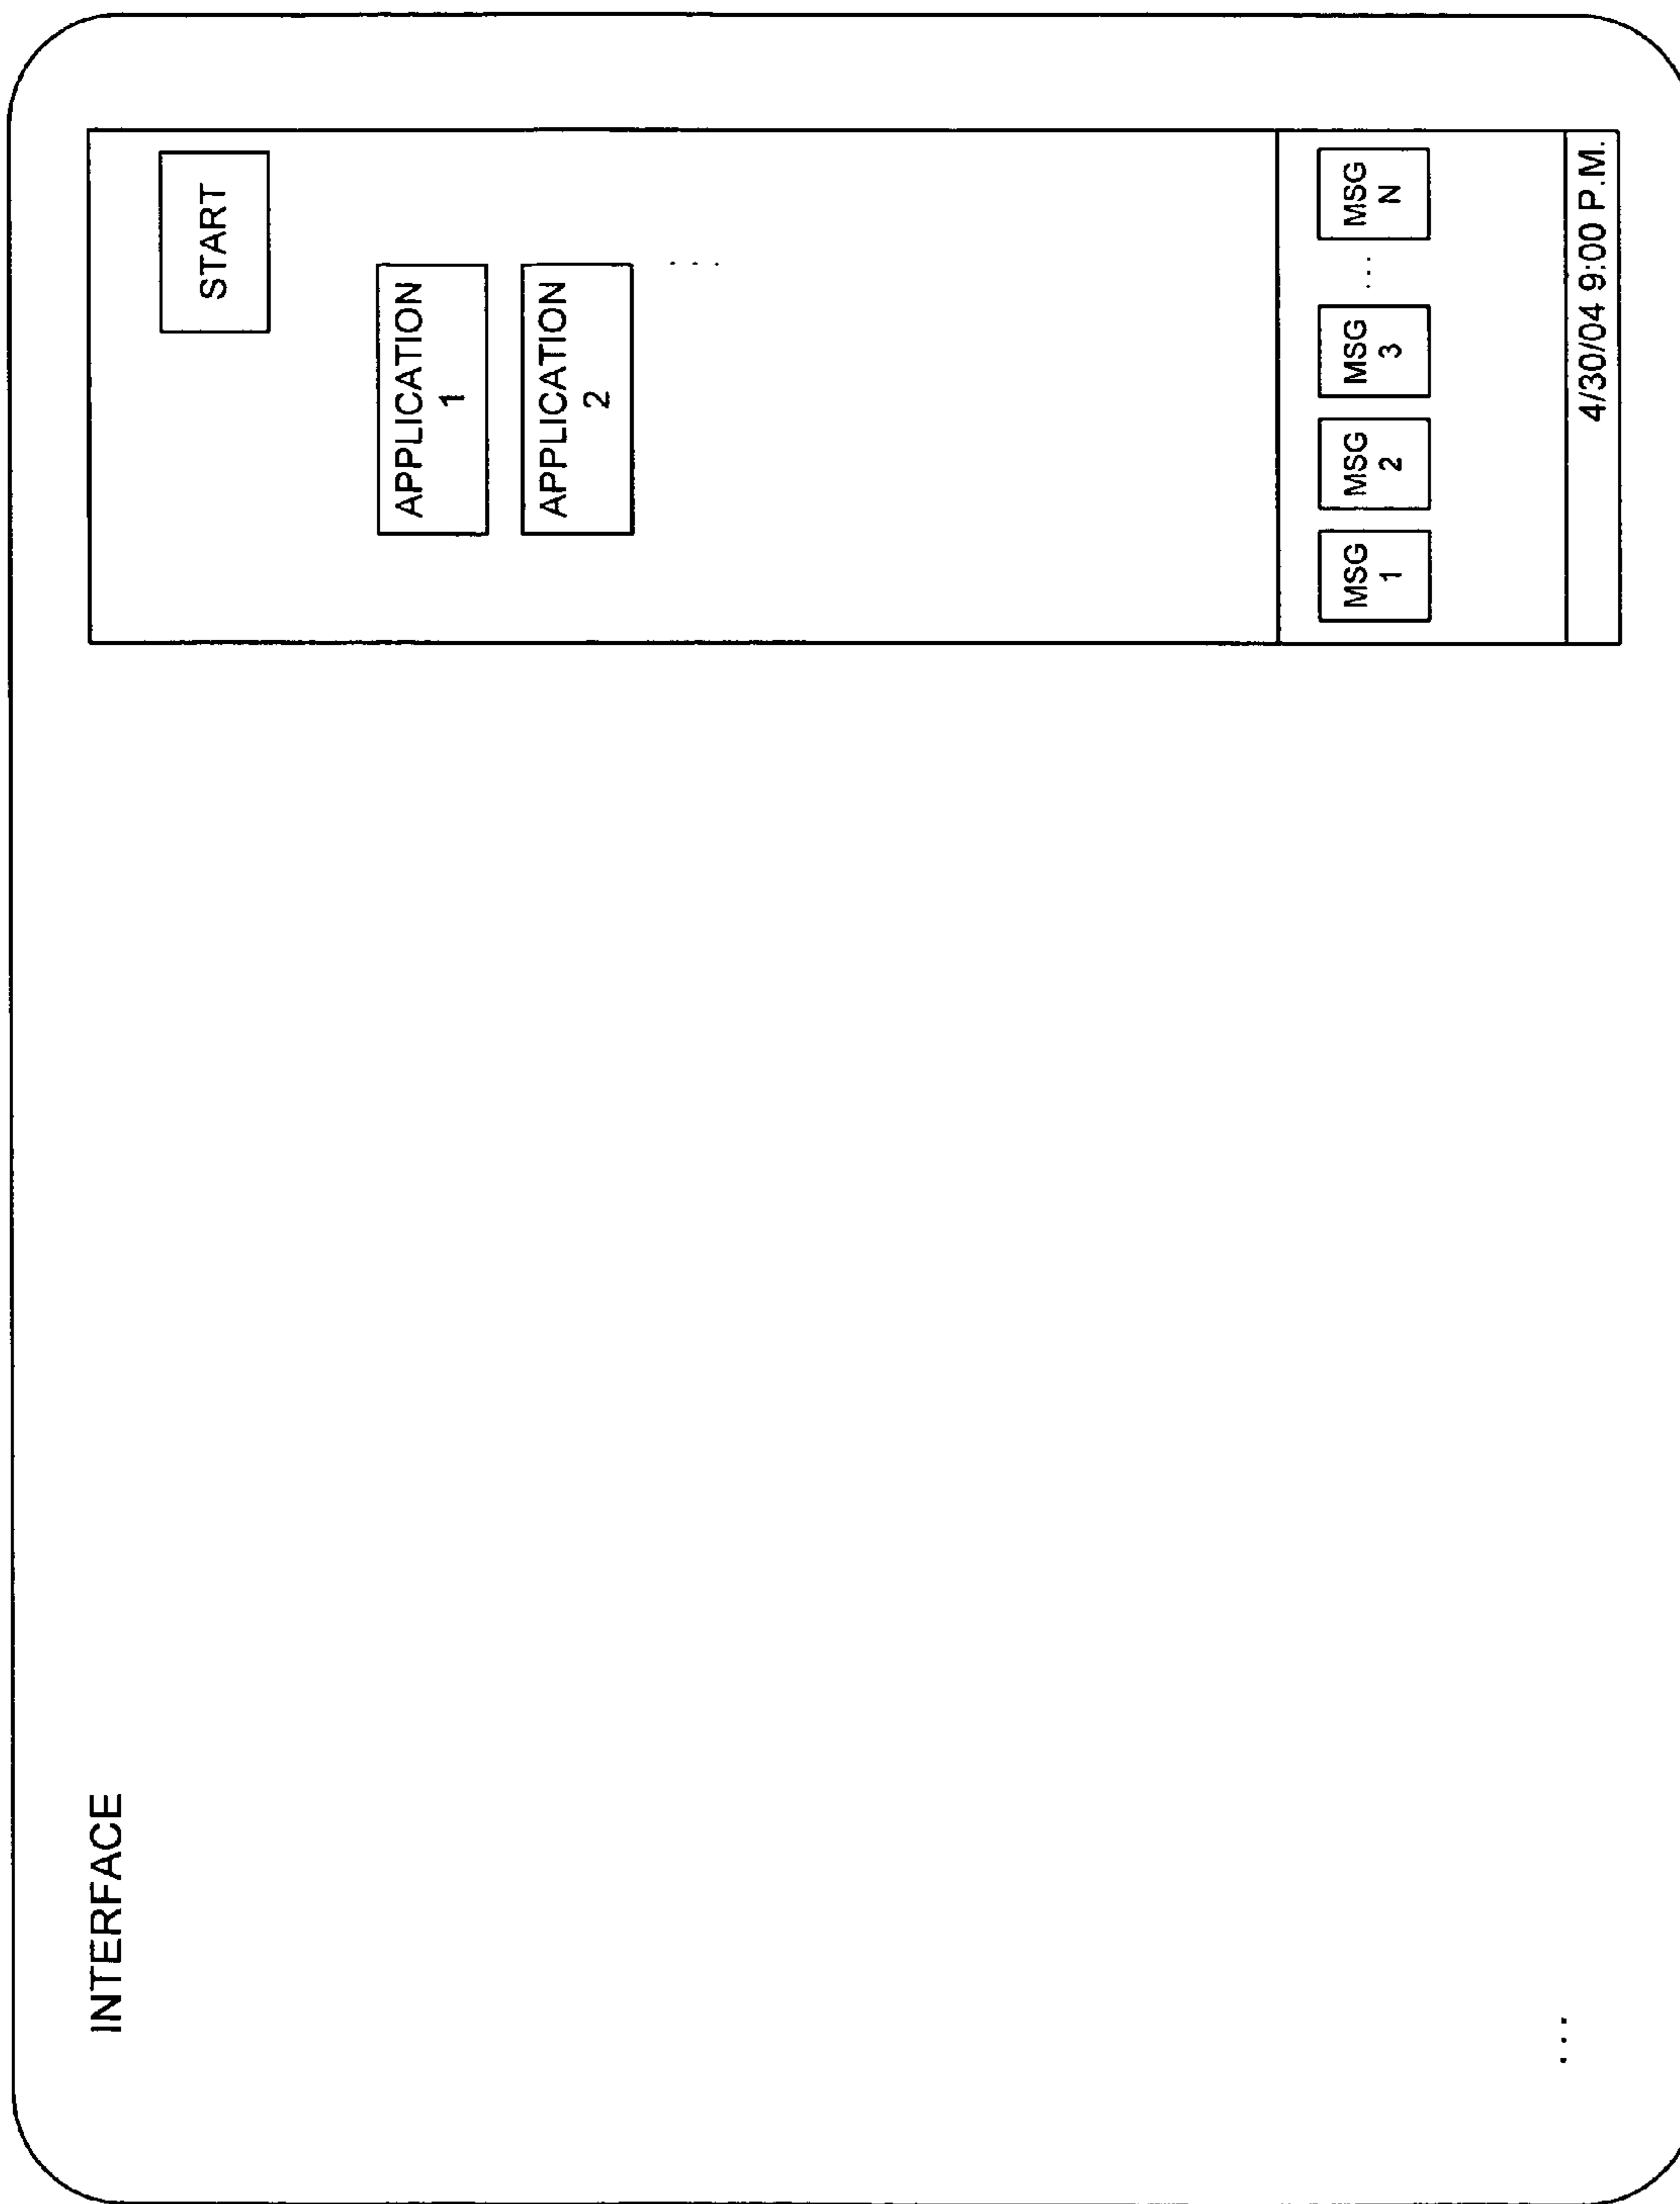 INTERFACE
START
APPLICATION
1
APPLICATION
2
...
MSG
1
MSG
2
MSG
3
...
MSG
N
4/30/04 9:00 P.M.
...